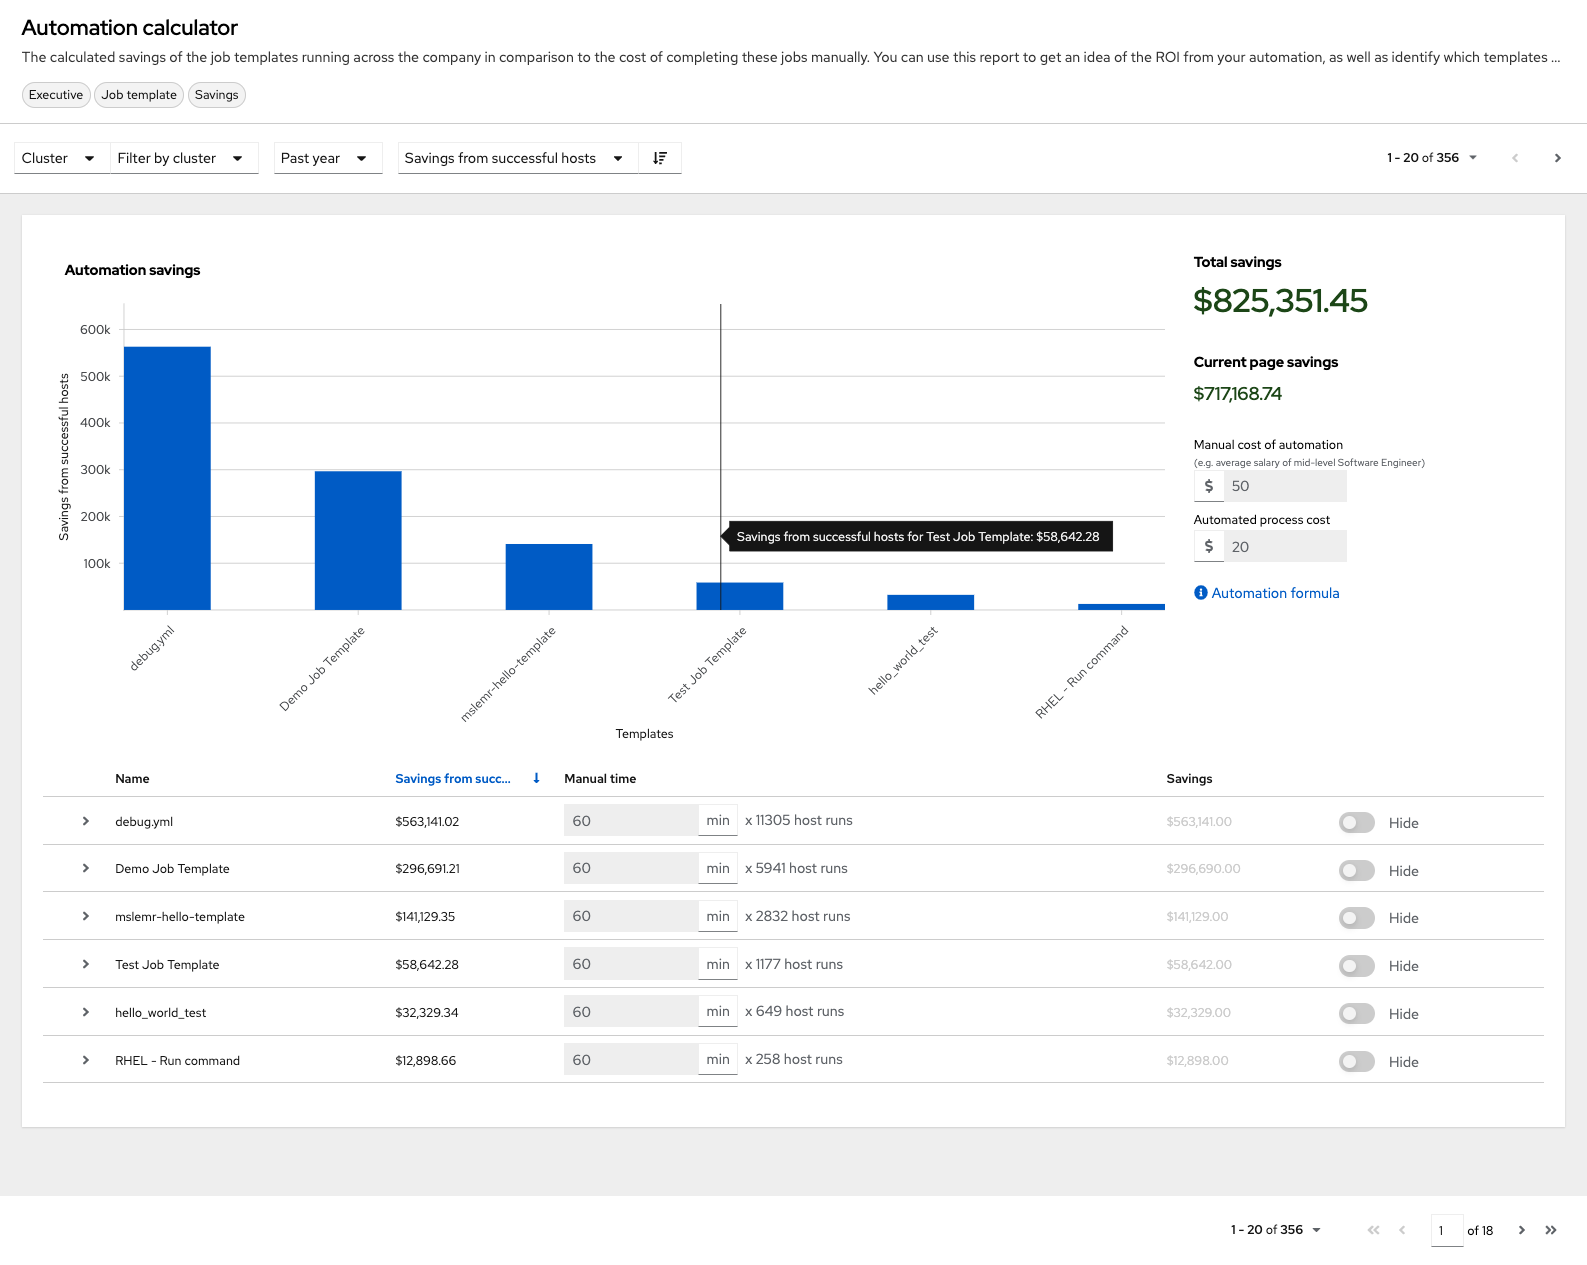 Automation calculator
The calculated savings of the job templates running across the company in comparison to the cost of completing these jobs manually. You can use this report to get an idea of the ROI from your automation, as well as identify which templates ...
Executive Job template Savings
Cluster Filter by cluster Past year Savings from successful hosts 1 - 20 of 356
Automation savings
600k
500k
400k
300k
200k
100k
Savings from successful hosts
Savings from successful hosts for Test Job Template: $58,642.28
debug.yml
Demo Job Template
mslemr-hello-template
Test Job Template
hello_world_test
RHEL - Run command
Templates
Total savings
$825,351.45
Current page savings
$717,168.74
Manual cost of automation
(e.g. average salary of mid-level Software Engineer)
$ 50
Automated process cost
$ 20
Automation formula
Name Savings from succ... Manual time Savings
debug.yml $563,141.02 60 min x 11305 host runs $563,141.00 Hide
Demo Job Template $296,691.21 60 min x 5941 host runs $296,690.00 Hide
mslemr-hello-template $141,129.35 60 min x 2832 host runs $141,129.00 Hide
Test Job Template $58,642.28 60 min x 1177 host runs $58,642.00 Hide
hello_world_test $32,329.34 60 min x 649 host runs $32,329.00 Hide
RHEL - Run command $12,898.66 60 min x 258 host runs $12,898.00 Hide
1 - 20 of 356 1 of 18